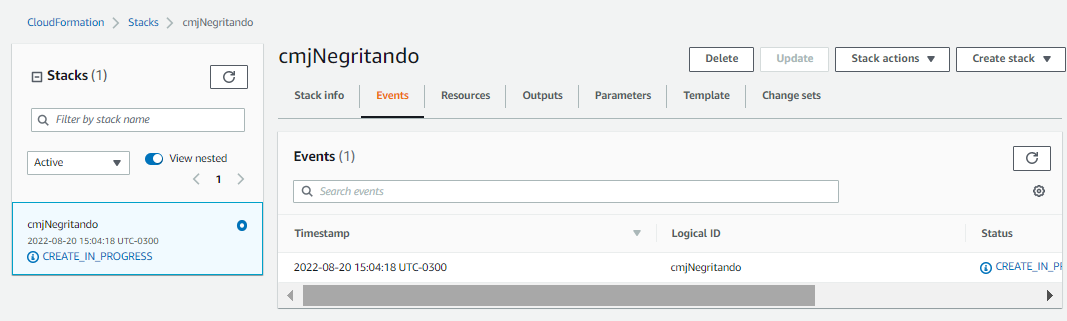 CloudFormation > Stacks > cmjNegritando
Stacks (1)
Filter by stack name
Active
View nested
< 1 >
cmjNegritando
2022-08-20 15:04:18 UTC-0300
CREATE_IN_PROGRESS
cmjNegritando
Delete Update Stack actions Create stack
Stack info Events Resources Outputs Parameters Template Change sets
Events (1)
Search events
Timestamp Logical ID Status
2022-08-20 15:04:18 UTC-0300 cmjNegritando CREATE_IN_PR